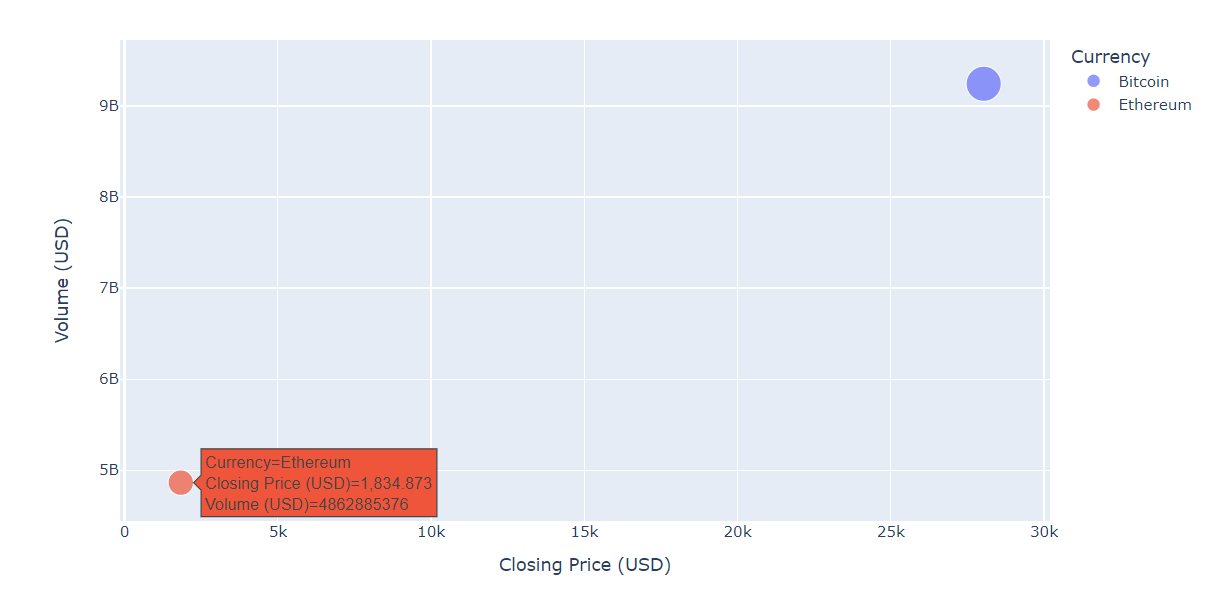 Currency
Bitcoin
Ethereum
9B
8B
7B
6B
5B
Volume (USD)
Currency=Ethereum
Closing Price (USD)=1,834.873
Volume (USD)=4862885376
0
5k
10k
15k
20k
25k
30k
Closing Price (USD)